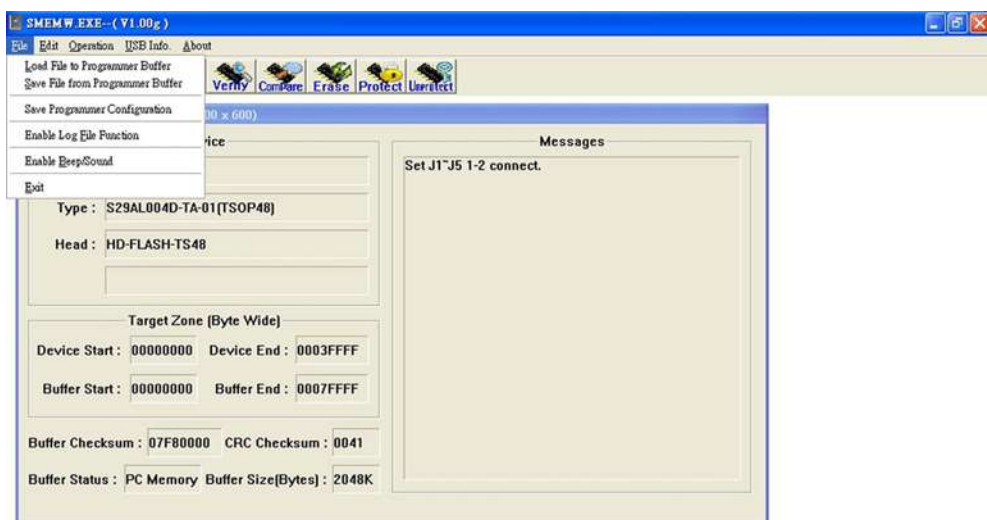 SMEMW.EXE--( V1.00g )
File Edit Operation USB Info. About
Load File to Programmer Buffer
Save File from Programmer Buffer
Save Programmer Configuration
Enable Log File Function
Enable Beep/Sound
Exit
Verify Compare Erase Protect Unprotect
00 x 600)
vice
Type : S29AL004D-TA-01(TSOP48)
Head : HD-FLASH-TS48
Target Zone (Byte Wide)
Device Start : 00000000 Device End : 0003FFFF
Buffer Start : 00000000 Buffer End : 0007FFFF
Buffer Checksum : 07F80000 CRC Checksum : 0041
Buffer Status : PC Memory Buffer Size(Bytes) : 2048K
Messages
Set J1~J5 1-2 connect.